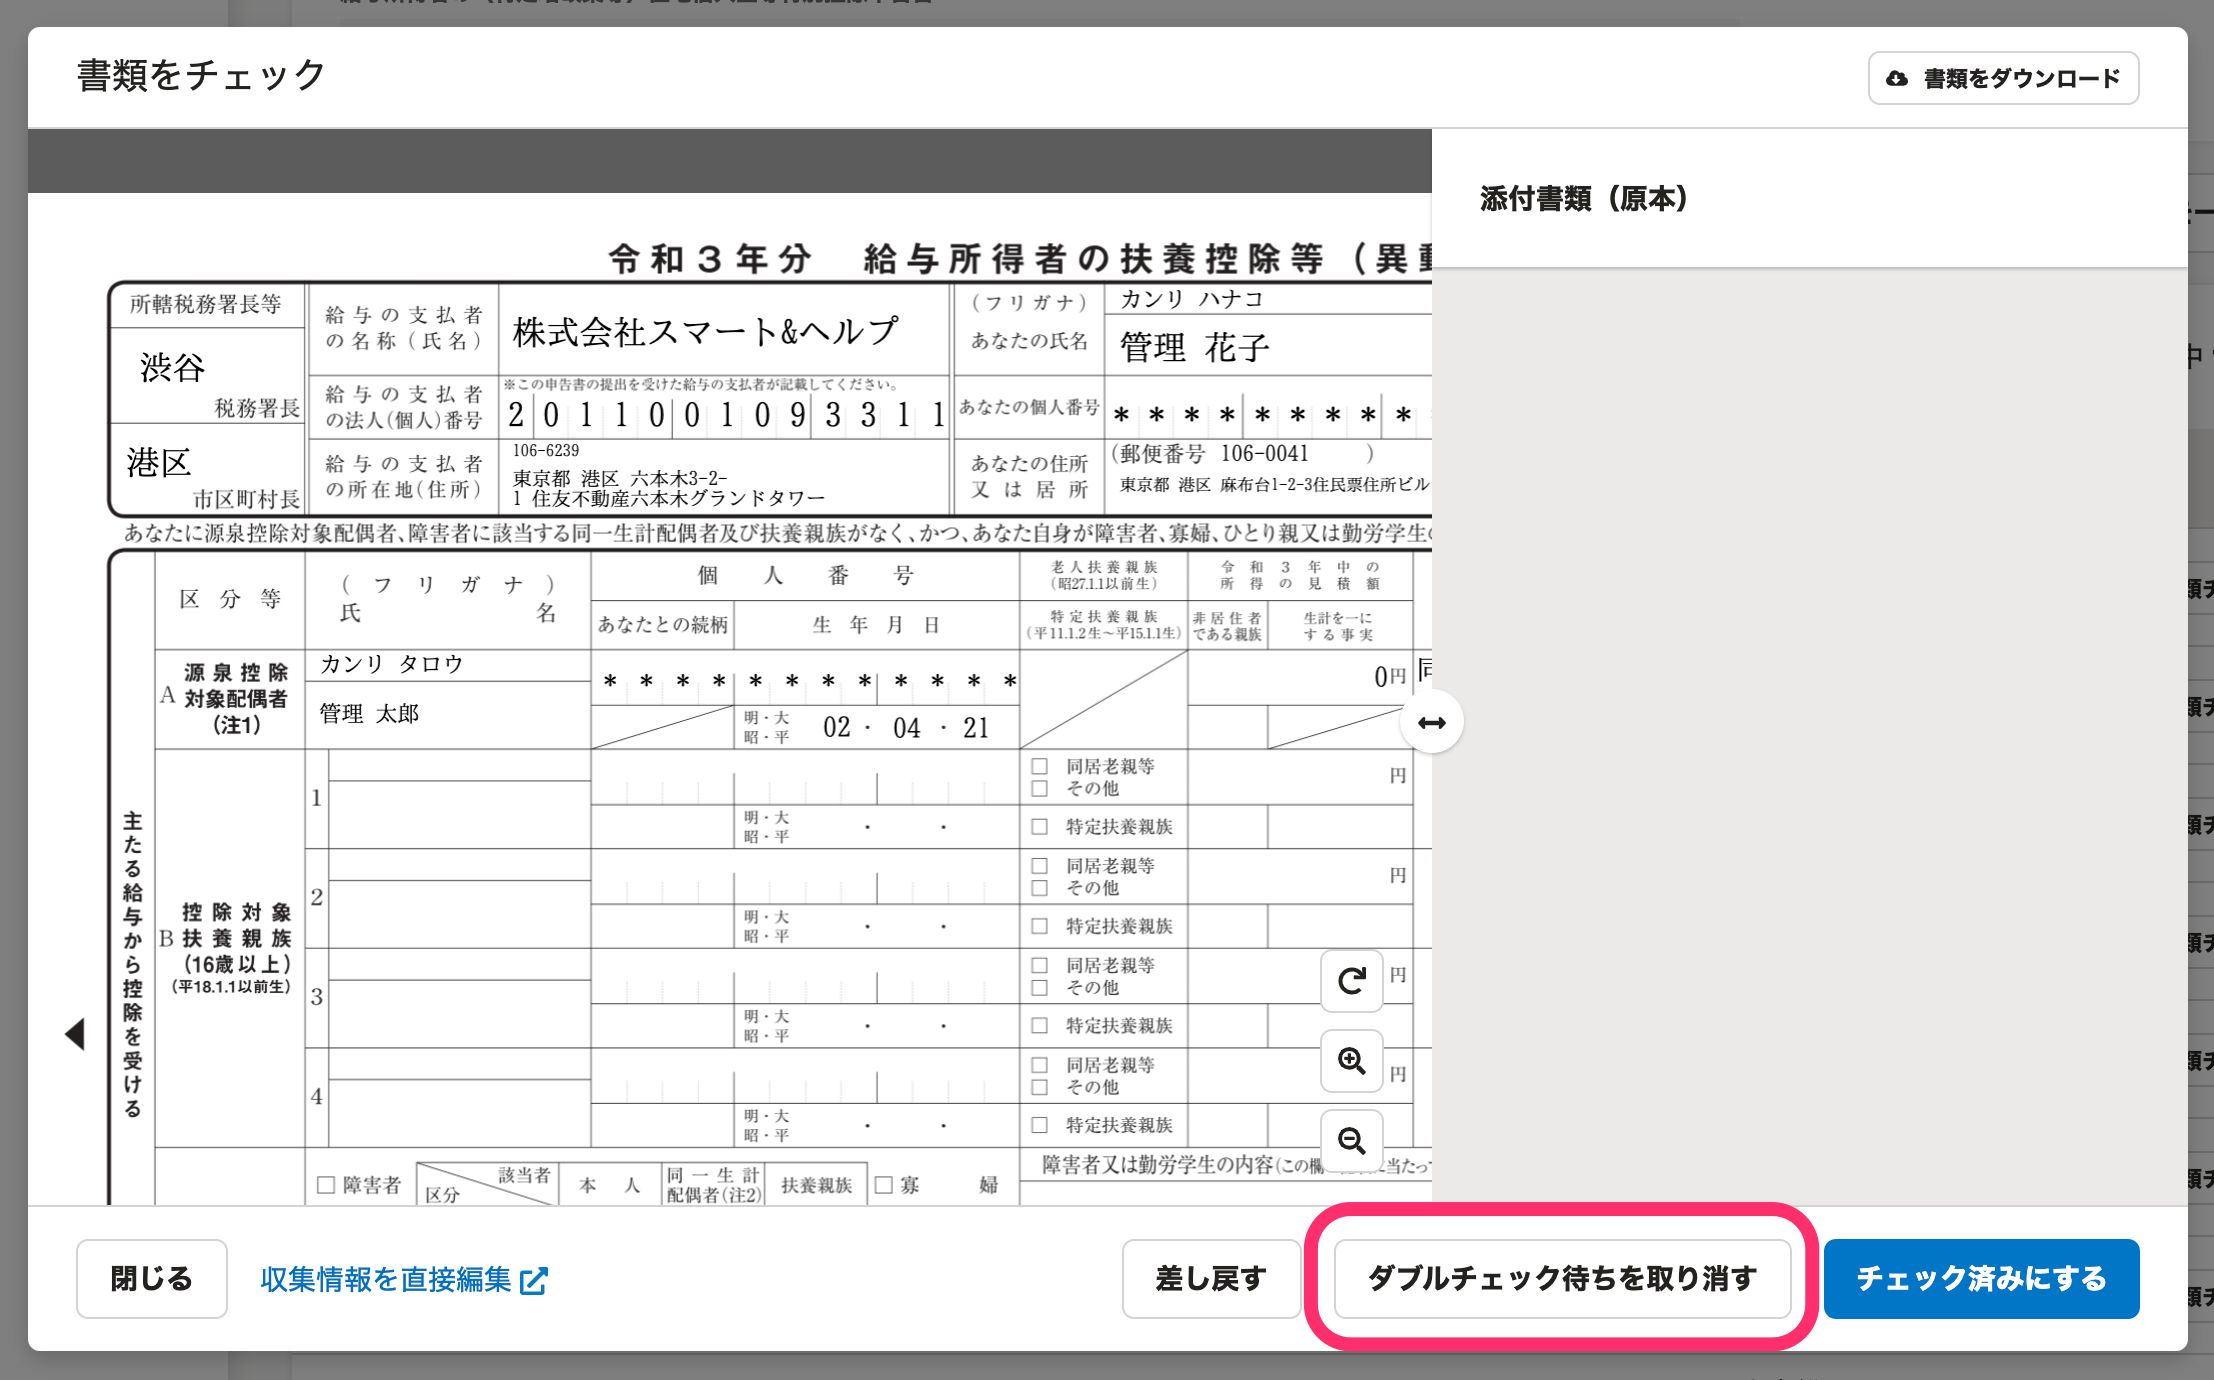 書類をチェック
書類をダウンロード
添付書類（原本）
令和３年分　給与所得者の扶養控除等（異動
所轄税務署長等
渋谷
税務署長
港区
市区町村長
給与の支払者
の名称（氏名）
株式会社スマート&ヘルプ
給与の支払者
の法人（個人）番号
※この申告書の提出を受けた給与の支払者が記載してください。
2011001093311
給与の支払者
の所在地（住所）
106-6239
東京都 港区 六本木3-2-
1 住友不動産六本木グランドタワー
（フリガナ）
カンリ ハナコ
あなたの氏名
管理 花子
あなたの個人番号
*********
あなたの住所
又は居所
（郵便番号 106-0041 ）
東京都 港区 麻布台1-2-3住民票住所ビル
あなたに源泉控除対象配偶者、障害者に該当する同一生計配偶者及び扶養親族がなく、かつ、あなた自身が障害者、寡婦、ひとり親又は勤労学生の
区分等
（フリガナ）
氏名
個人番号
あなたとの続柄
生年月日
老人扶養親族
（昭27.1.1以前生）
特定扶養親族
（平11.1.2生～平15.1.1生）
令和3年中の
所得の見積額
非居住者
である親族
生計を一に
する事実
主たる給与から控除を受ける
A
源泉控除
対象配偶者
（注1）
カンリ タロウ
管理 太郎
************
明・大
昭・平
02・04・21
0円
同
B
控除対象
扶養親族
（16歳以上）
（平18.1.1以前生）
1
明・大
昭・平
・ ・
□ 同居老親等
□ その他
□ 特定扶養親族
円
2
明・大
昭・平
・ ・
□ 同居老親等
□ その他
□ 特定扶養親族
円
3
明・大
昭・平
・ ・
□ 同居老親等
□ その他
□ 特定扶養親族
円
4
明・大
昭・平
・ ・
□ 同居老親等
□ その他
□ 特定扶養親族
円
□ 障害者
該当者
区分
本人
同一生計
配偶者（注2）
扶養親族
□ 寡婦
障害者又は勤労学生の内容（この欄 当たっ
閉じる
収集情報を直接編集
差し戻す
ダブルチェック待ちを取り消す
チェック済みにする